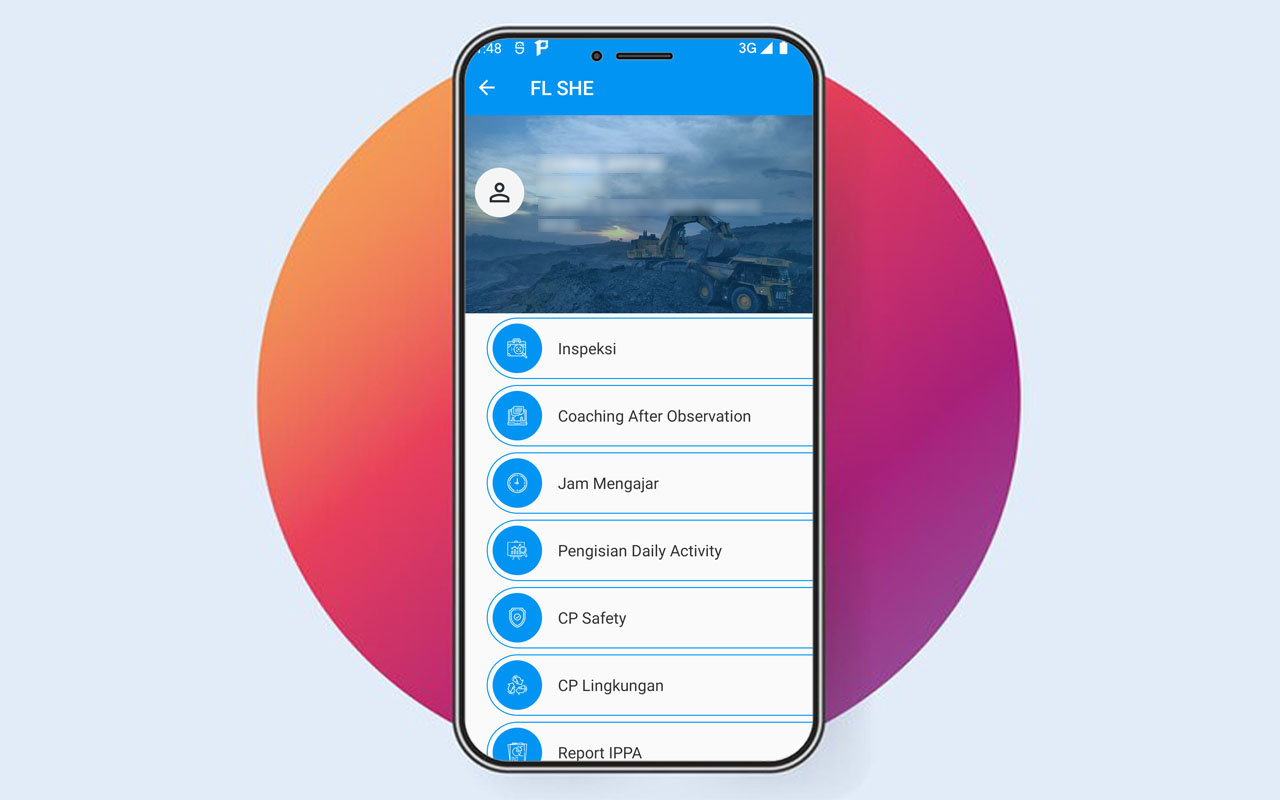 :48
3G
FL SHE
Inspeksi
Coaching After Observation
Jam Mengajar
Pengisian Daily Activity
CP Safety
CP Lingkungan
Report IPPA